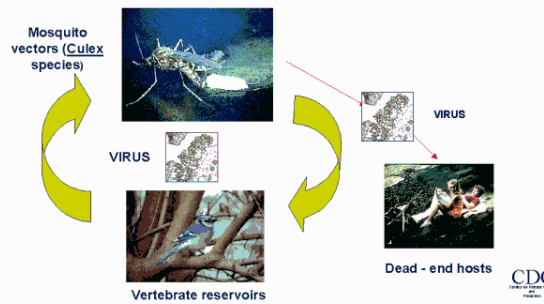 Mosquito
vectors (Culex
species)
VIRUS
VIRUS
Dead - end hosts
Vertebrate reservoirs
CDC